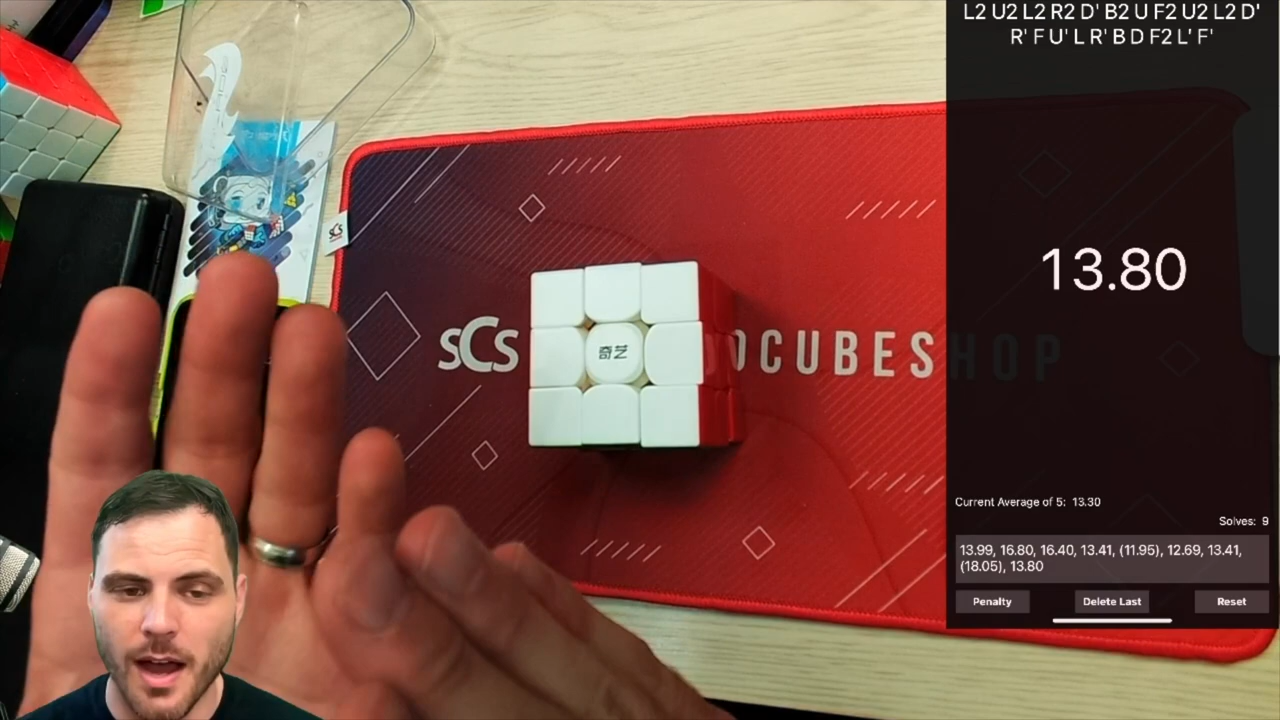 L2 U2 L2 R2 D' B2 U F2 U2 L2 D'
R' F U' L R' B D F2 L' F'
13.80
sCs
OCUBESHOP
sCs
奇艺
Current Average of 5: 13.30
Solves: 9
13.99, 16.80, 16.40, 13.41, (11.95), 12.69, 13.41,
(18.05), 13.80
Penalty
Delete Last
Reset